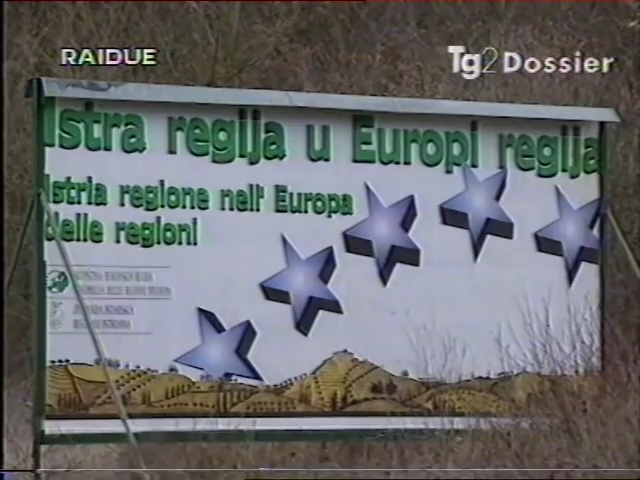 RAIDUE
Tg2 Dossier
Istra regija u Europi regija
Istria regione nell' Europa
delle regioni